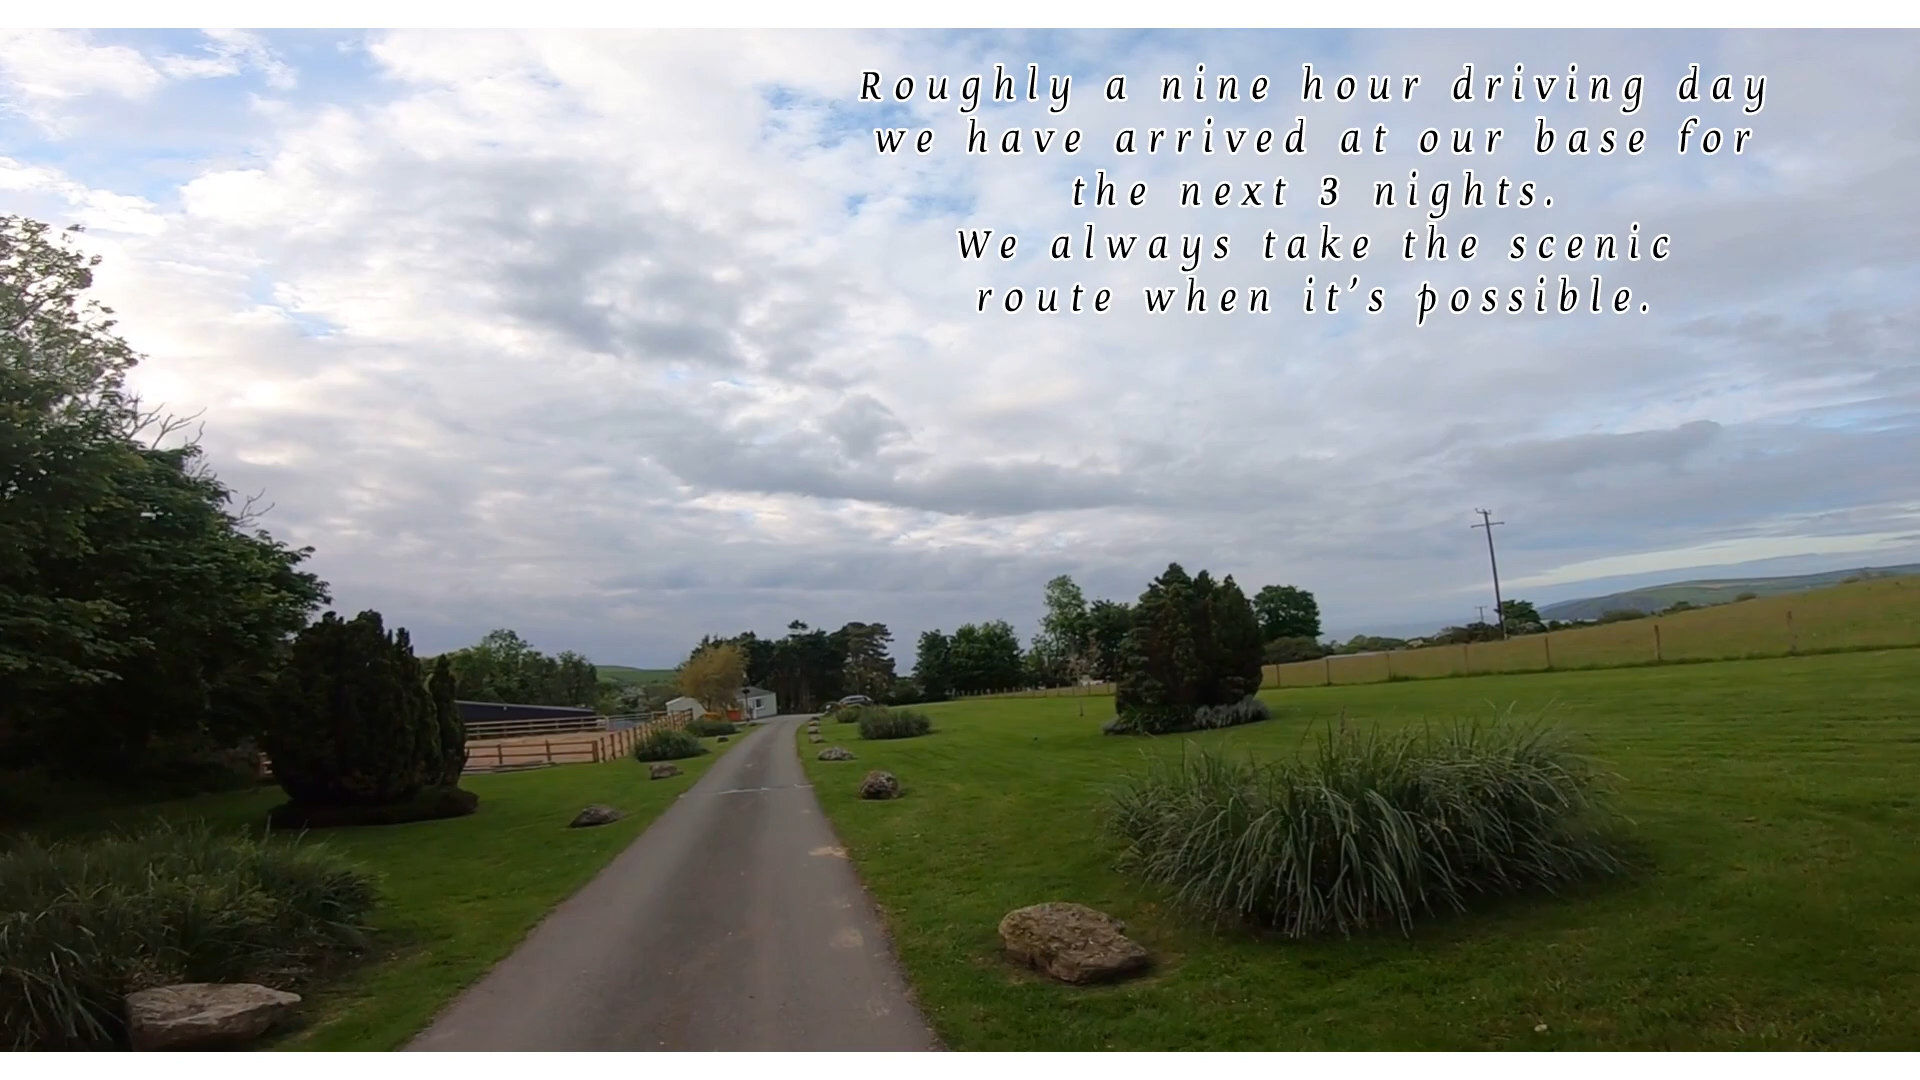 Roughly a nine hour driving day
we have arrived at our base for
the next 3 nights.
We always take the scenic
route when it’s possible.